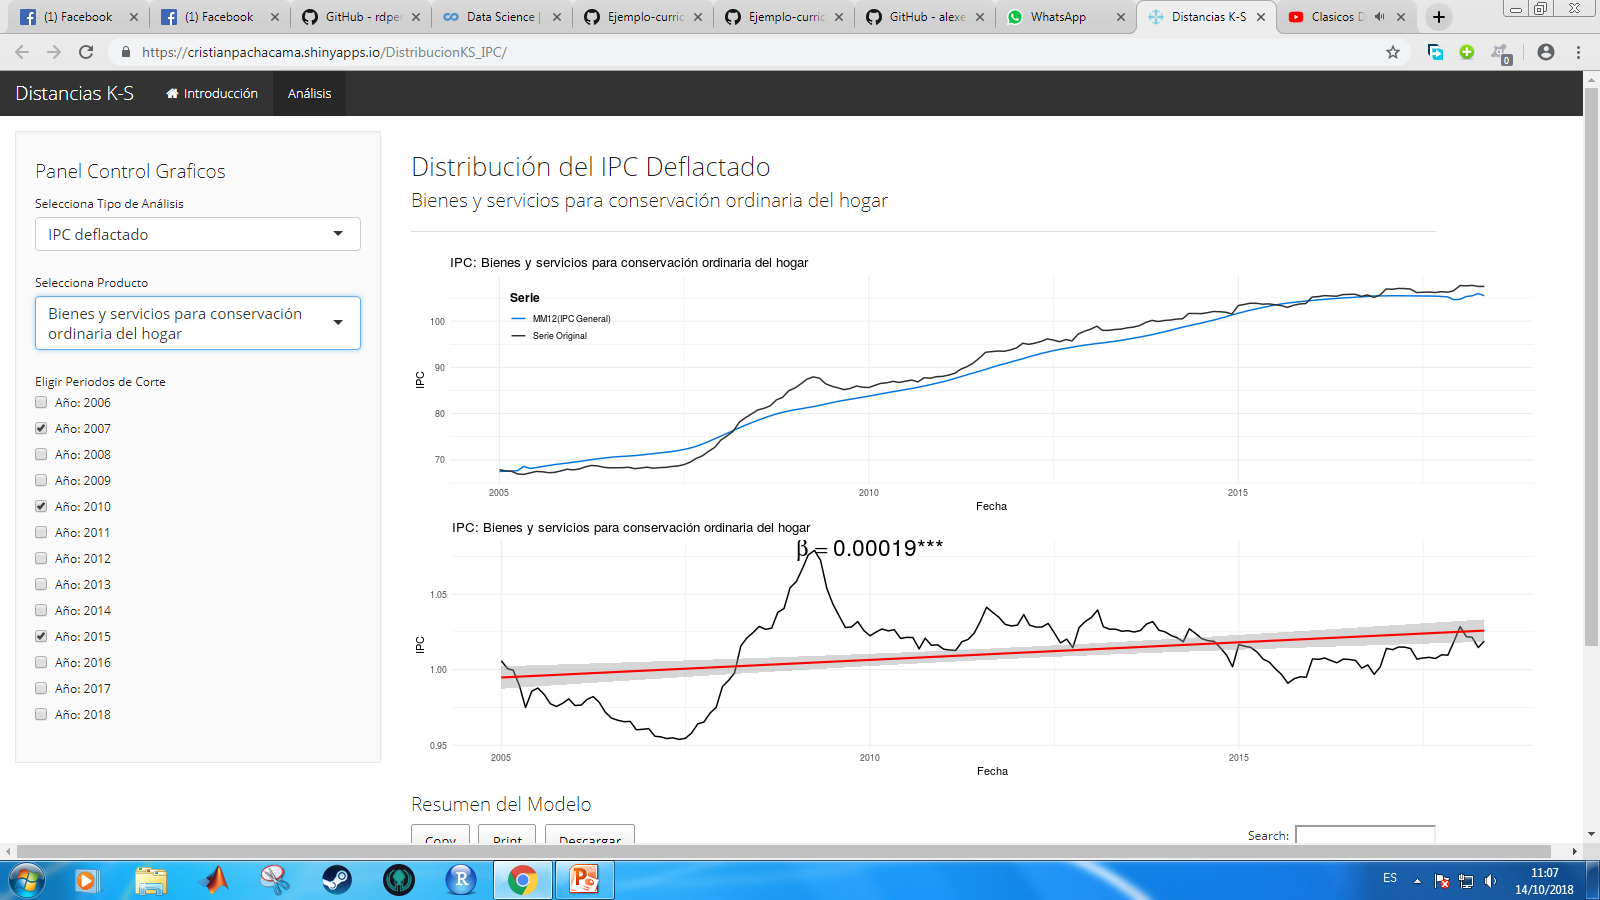 (1) Facebook
(1) Facebook
GitHub - rdpe
Data Science |
Ejemplo-curric
Ejemplo-curric
GitHub - alexe
WhatsApp
Distancias K-S
Clasicos D
https://cristianpachacama.shinyapps.io/DistribucionKS_IPC/
0
Distancias K-S
Introducción
Análisis
Panel Control Graficos
Selecciona Tipo de Análisis
IPC deflactado
Selecciona Producto
Bienes y servicios para conservación
ordinaria del hogar
Eligir Periodos de Corte
Año: 2006
Año: 2007
Año: 2008
Año: 2009
Año: 2010
Año: 2011
Año: 2012
Año: 2013
Año: 2014
Año: 2015
Año: 2016
Año: 2017
Año: 2018
Distribución del IPC Deflactado
Bienes y servicios para conservación ordinaria del hogar
IPC: Bienes y servicios para conservación ordinaria del hogar
Serie
MM12(IPC General)
Serie Original
100
90
80
70
IPC
2005
2010
2015
Fecha
IPC: Bienes y servicios para conservación ordinaria del hogar
β = 0.00019***
1.05
1.00
0.95
IPC
2005
2010
2015
Fecha
Resumen del Modelo
Copy
Print
Descargar
Search:
R
ES
11:07
14/10/2018